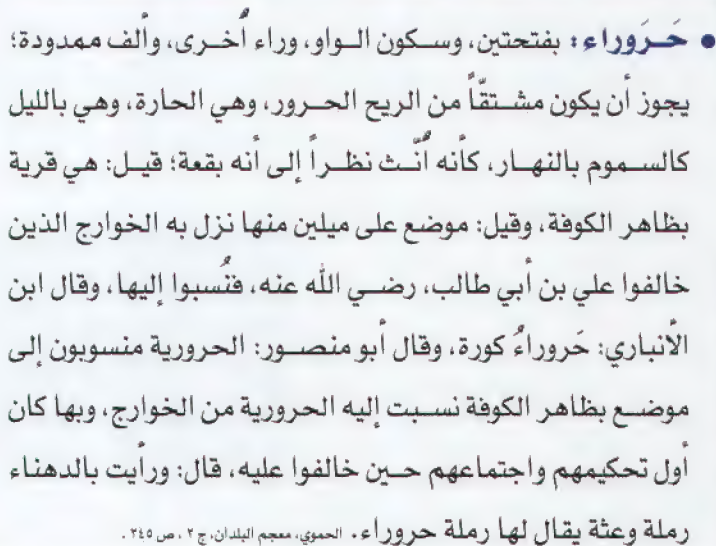 • حَرَوراء: بفتحتين، وسكون الواو، وراء أُخرى، وألف ممدودة؛
يجوز أن يكون مشتقّاً من الريح الحرور، وهي الحارة، وهي بالليل
كالسموم بالنهار، كأنه أُنّث نظراً إلى أنه بقعة؛ قيل: هي قرية
بظاهر الكوفة، وقيل: موضع على ميلين منها نزل به الخوارج الذين
خالفوا علي بن أبي طالب، رضي الله عنه، فنُسبوا إليها، وقال ابن
الأنباري: حَروراءُ كورة، وقال أبو منصور: الحرورية منسوبون إلى
موضع بظاهر الكوفة نسبت إليه الحرورية من الخوارج، وبها كان
أول تحكيمهم واجتماعهم حين خالفوا عليه، قال: ورأيت بالدهناء
رملة وعثة يقال لها رملة حروراء. الحموي، معجم البلدان، ج ٢، ص ٢٤٥.